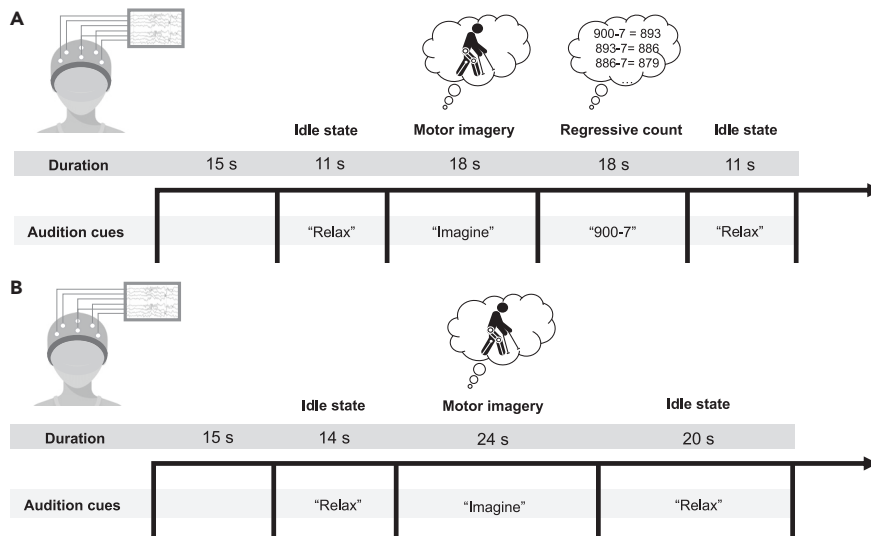 A
900-7 = 893
893-7= 886
886-7= 879
...
Idle state Motor imagery Regressive count Idle state
Duration 15 s 11 s 18 s 18 s 11 s
Audition cues “Relax” “Imagine” “900-7” “Relax”
B
Idle state Motor imagery Idle state
Duration 15 s 14 s 24 s 20 s
Audition cues “Relax” “Imagine” “Relax”